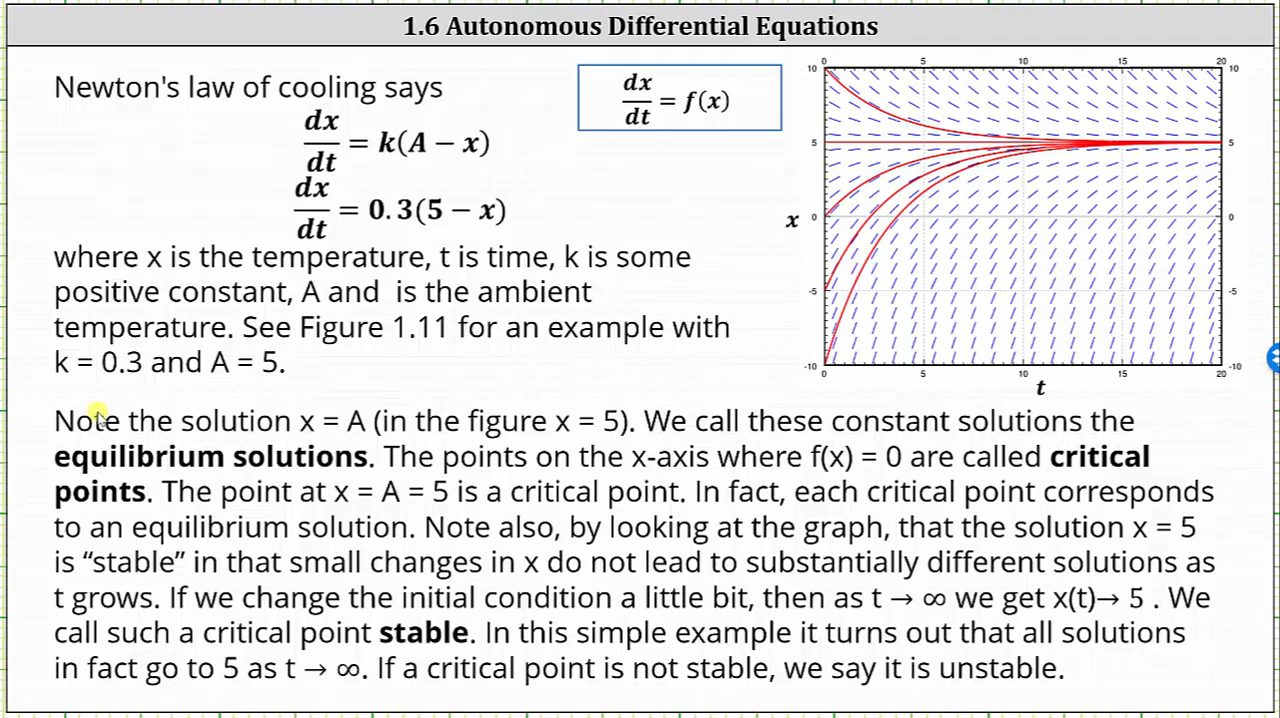 1.6 Autonomous Differential Equations
Newton's law of cooling says
dx/dt = k(A − x)
dx/dt = 0.3(5 − x)
where x is the temperature, t is time, k is some
positive constant, A and  is the ambient
temperature. See Figure 1.11 for an example with
k = 0.3 and A = 5.
dx/dt = f(x)
0 5 10 15 20
10 10
5 5
x 0 0
-5 -5
-10 -10
0 5 10 15 20
t
Note the solution x = A (in the figure x = 5). We call these constant solutions the
equilibrium solutions. The points on the x-axis where f(x) = 0 are called critical
points. The point at x = A = 5 is a critical point. In fact, each critical point corresponds
to an equilibrium solution. Note also, by looking at the graph, that the solution x = 5
is “stable” in that small changes in x do not lead to substantially different solutions as
t grows. If we change the initial condition a little bit, then as t → ∞ we get x(t)→ 5 . We
call such a critical point stable. In this simple example it turns out that all solutions
in fact go to 5 as t → ∞. If a critical point is not stable, we say it is unstable.